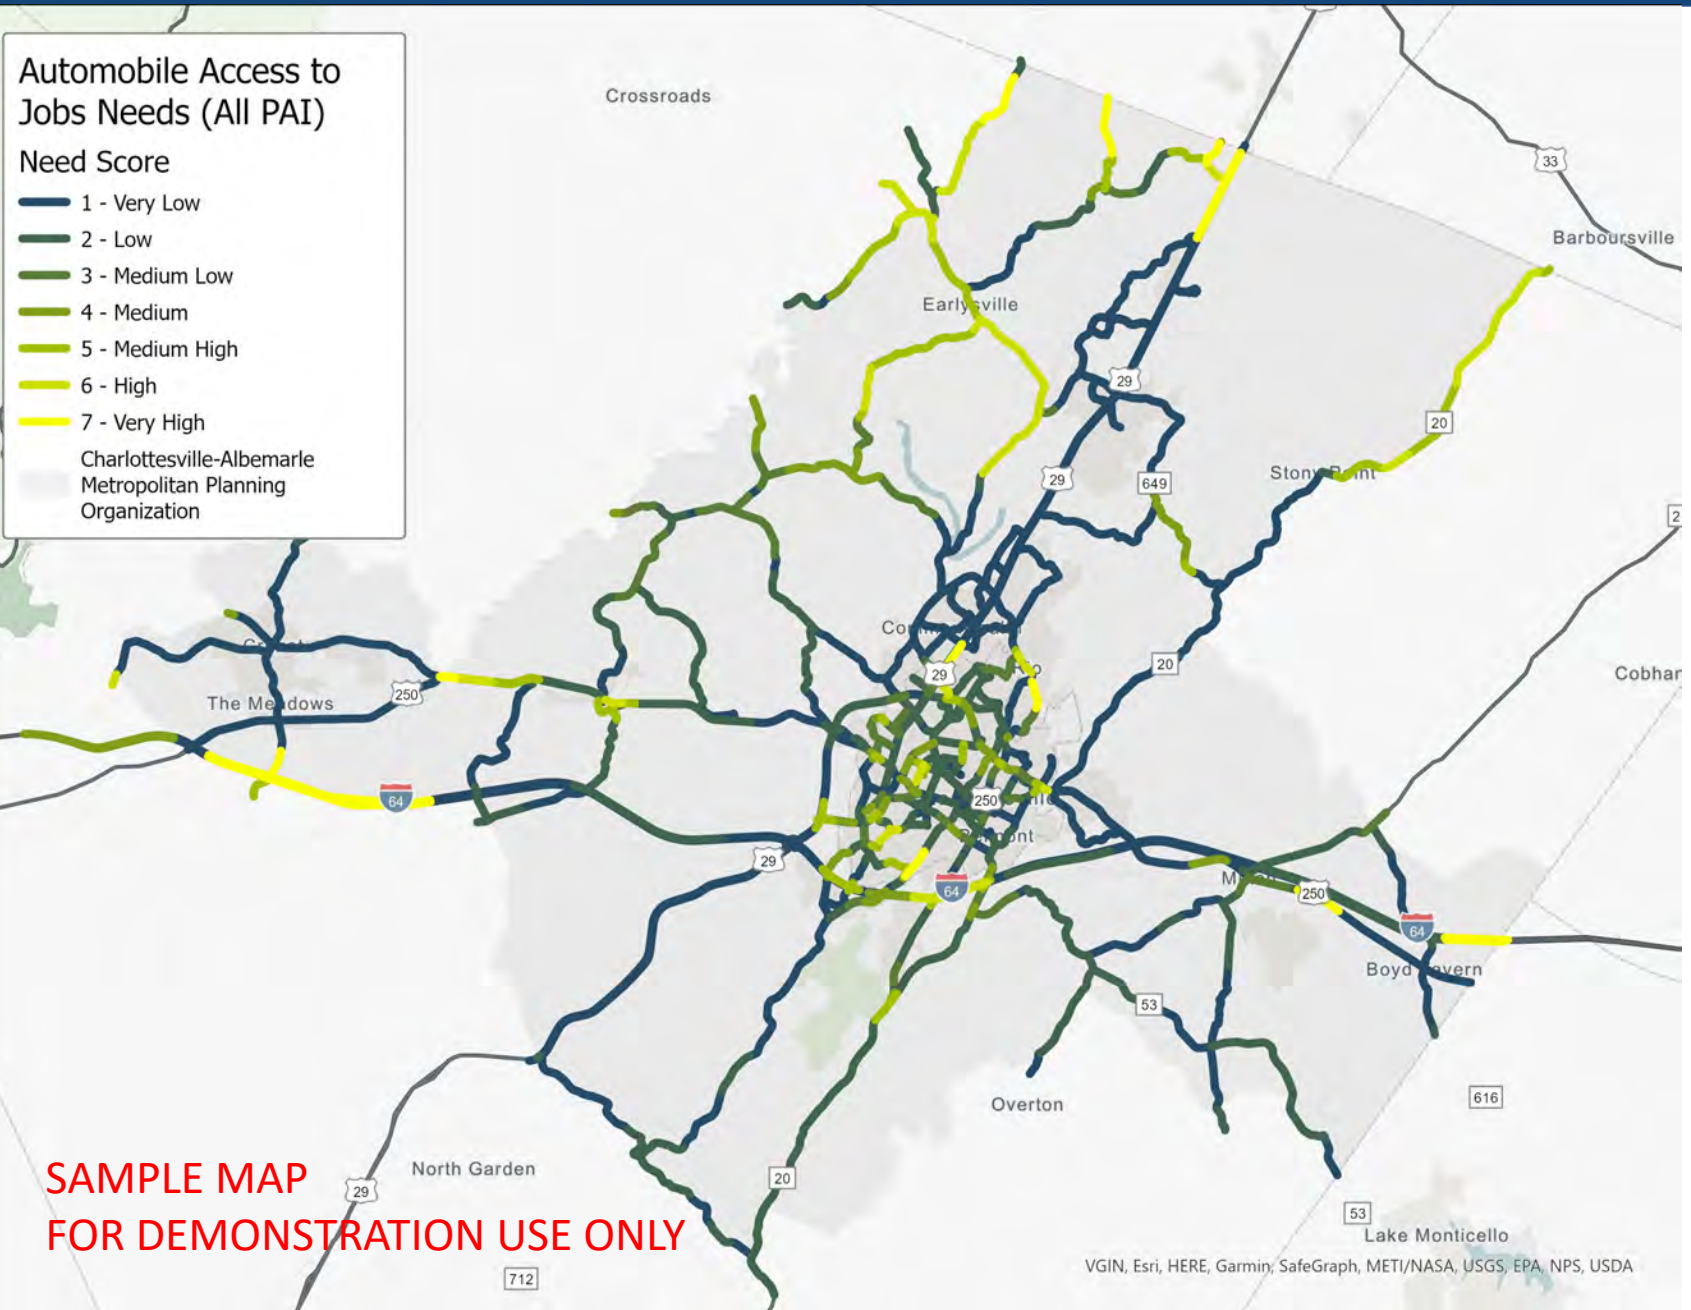 Automobile Access to
Jobs Needs (All PAI)
Need Score
1 - Very Low
2 - Low
3 - Medium Low
4 - Medium
5 - Medium High
6 - High
7 - Very High
Charlottesville-Albemarle
Metropolitan Planning
Organization
Crossroads
33
Barboursville
Earlysville
29
20
29
649
Stony Point
2
20
Cobham
29
The Meadows
250
64
250
29
64
250
64
Boyd Tavern
53
Overton
616
North Garden
29
20
SAMPLE MAP
FOR DEMONSTRATION USE ONLY
53
Lake Monticello
712
VGIN, Esri, HERE, Garmin, SafeGraph, METI/NASA, USGS, EPA, NPS, USDA